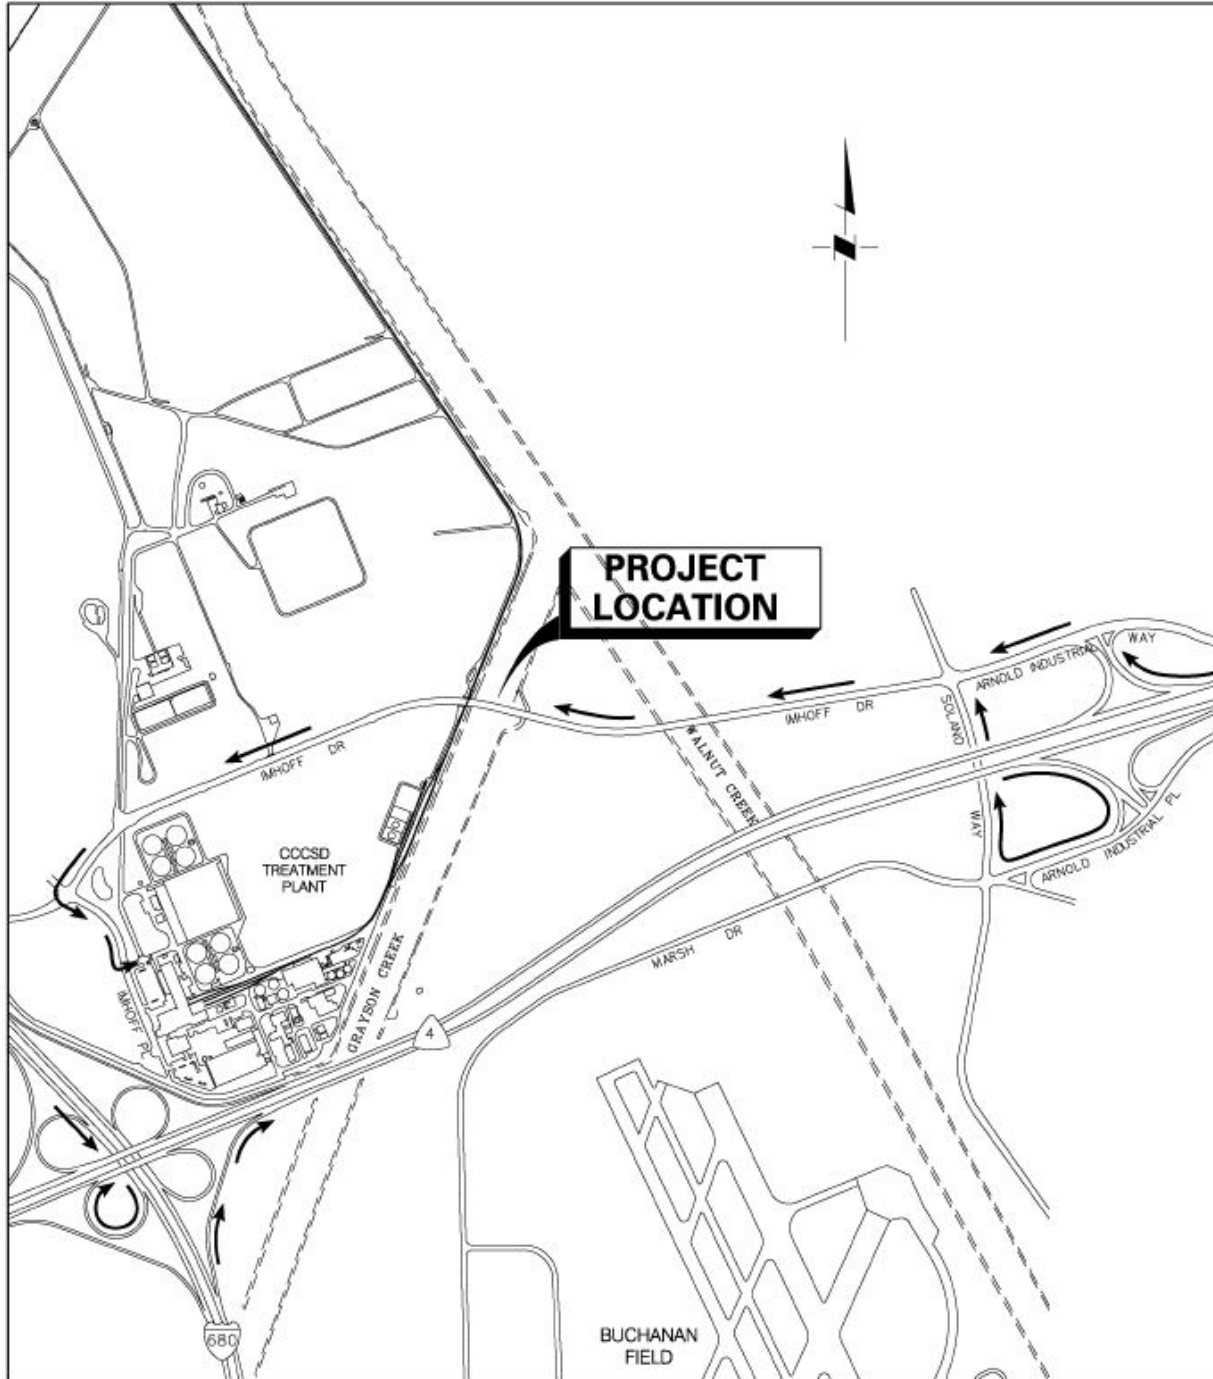 PROJECT
LOCATION
WAY
ARNOLD INDUSTRIAL
SOLANO
IMHOFF DR
WALNUT CREEK
IMHOFF DR
WAY
ARNOLD INDUSTRIAL PL
CCCSD
TREATMENT
PLANT
MARSH DR
GRAYSON CREEK
IMHOFF PL
4
680
BUCHANAN
FIELD